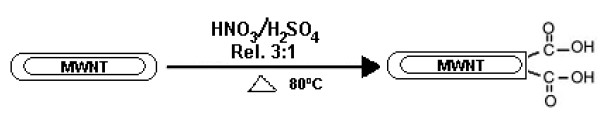 HNO₃/H₂SO₄
Rel. 3:1
MWNT
80ºC
MWNT
O
C-OH
C-OH
O